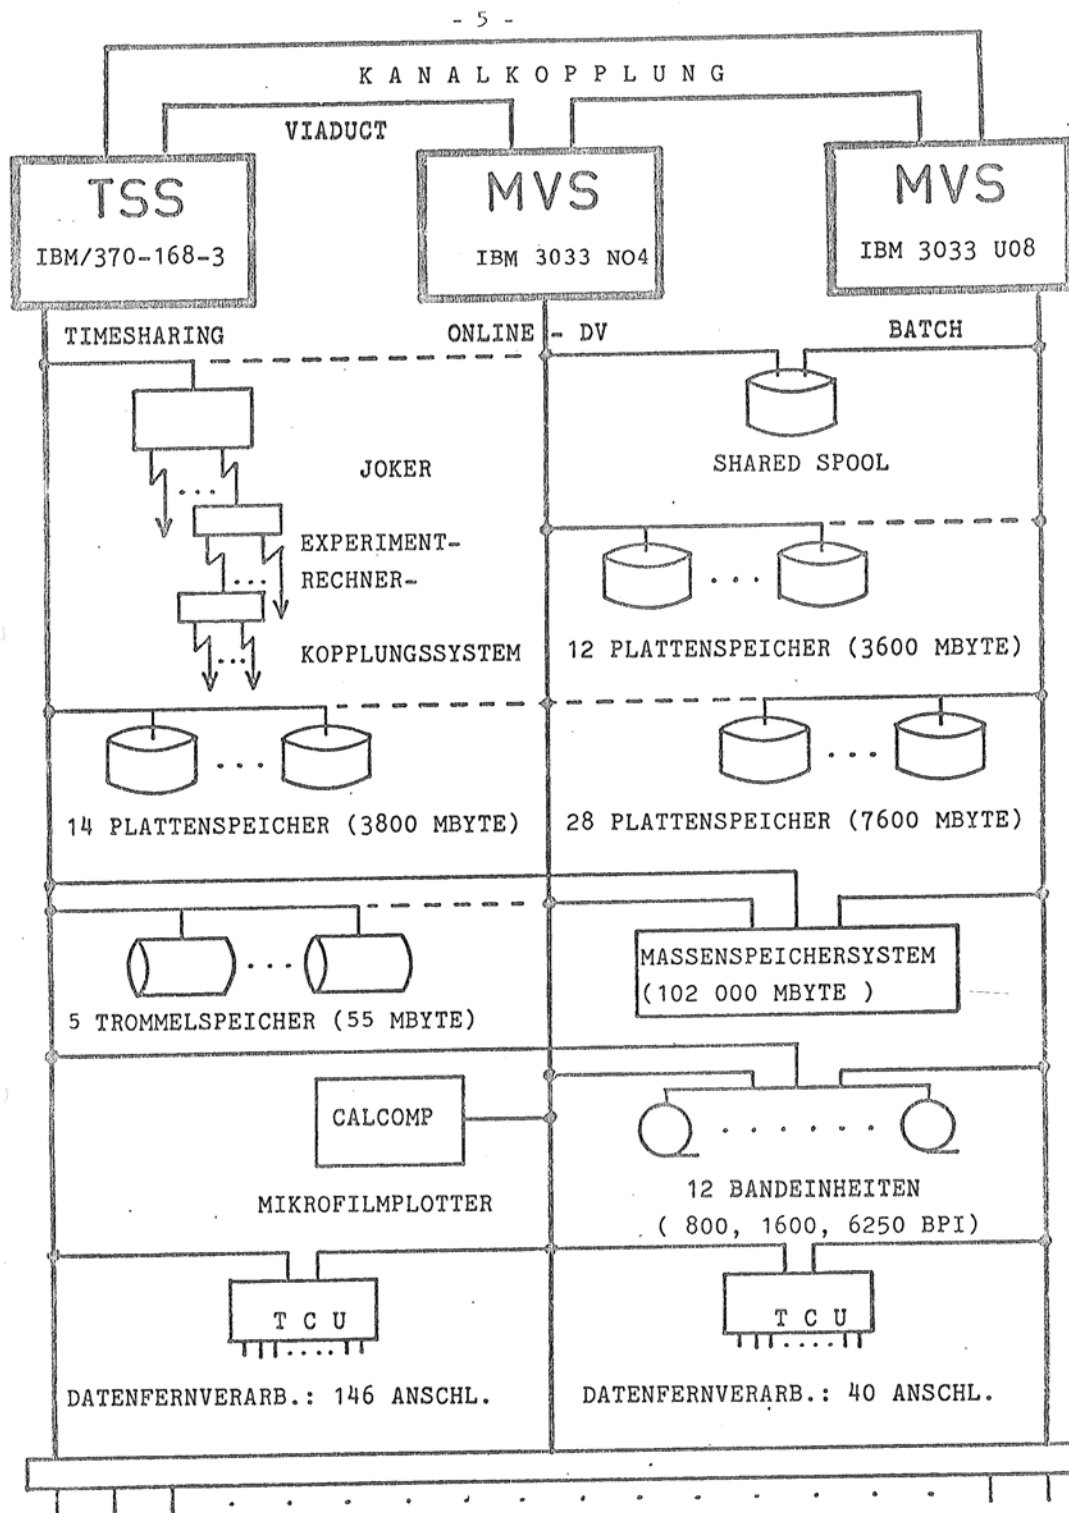 - 5 -
K A N A L K O P P L U N G
VIADUCT
TSS
IBM/370-168-3
MVS
IBM 3033 NO4
MVS
IBM 3033 U08
TIMESHARING
ONLINE - DV
BATCH
SHARED SPOOL
JOKER
EXPERIMENT-
RECHNER-
KOPPLUNGSSYSTEM
12 PLATTENSPEICHER (3600 MBYTE)
14 PLATTENSPEICHER (3800 MBYTE)
28 PLATTENSPEICHER (7600 MBYTE)
MASSENSPEICHERSYSTEM
(102 000 MBYTE )
5 TROMMELSPEICHER (55 MBYTE)
CALCOMP
MIKROFILMPLOTTER
12 BANDEINHEITEN
( 800, 1600, 6250 BPI)
T C U
T C U
DATENFERNVERARB.: 146 ANSCHL.
DATENFERNVERARB.: 40 ANSCHL.